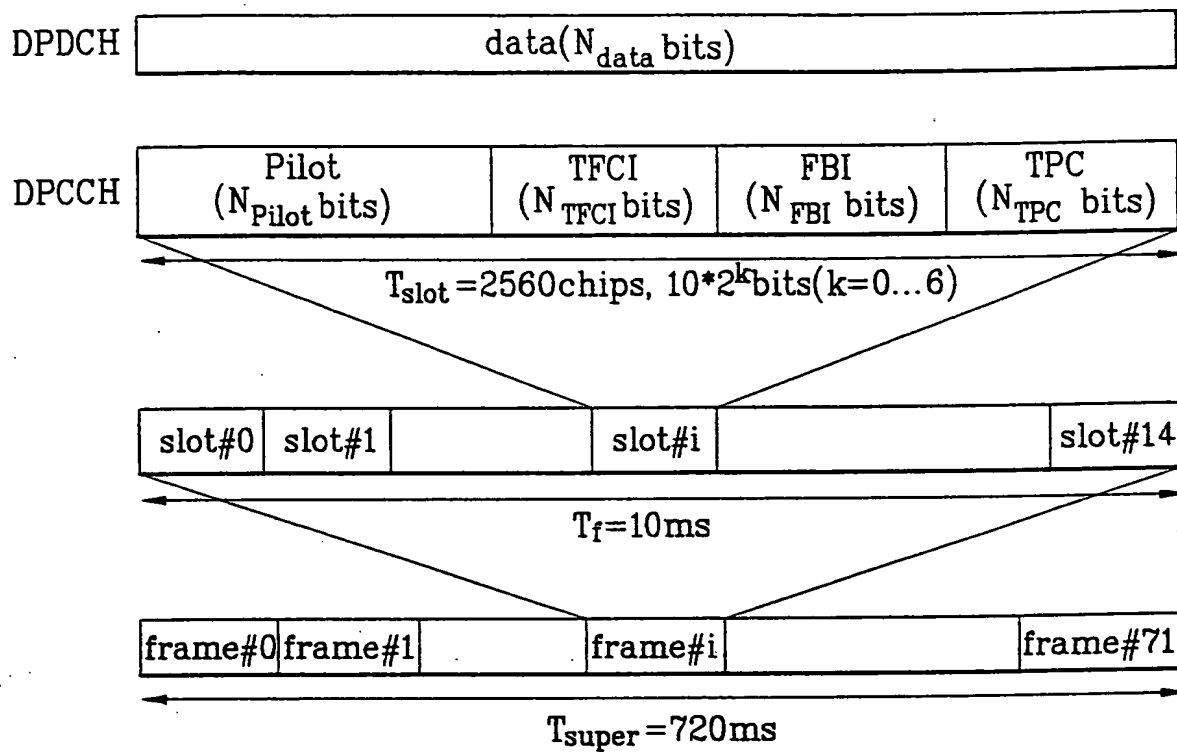 DPDCH data(N_data bits)
DPCCH Pilot (N_Pilot bits) TFCI (N_TFCI bits) FBI (N_FBI bits) TPC (N_TPC bits)
T_slot=2560chips, 10*2^k bits(k=0...6)
slot#0 slot#1 slot#i slot#14
T_f=10ms
frame#0 frame#1 frame#i frame#71
T_super=720ms